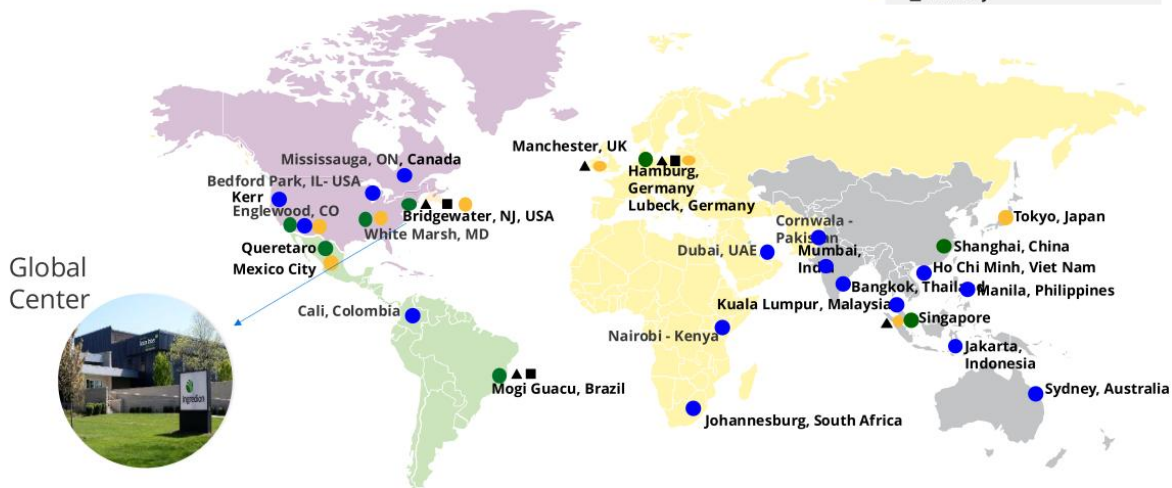 Manchester, UK
Mississauga, ON, Canada
Hamburg,
Germany
Lubeck, Germany
Bedford Park, IL- USA
Kerr
Englewood, CO
Bridgewater, NJ, USA
White Marsh, MD
Queretaro
Mexico City
Cornwala -
Pakistan
Tokyo, Japan
Dubai, UAE
Mumbai,
India
Shanghai, China
Ho Chi Minh, Viet Nam
Bangkok, Thailand
Manila, Philippines
Global
Center
Cali, Colombia
Kuala Lumpur, Malaysia
Singapore
Nairobi - Kenya
Jakarta,
Indonesia
Mogi Guacu, Brazil
Sydney, Australia
Johannesburg, South Africa
ingredion